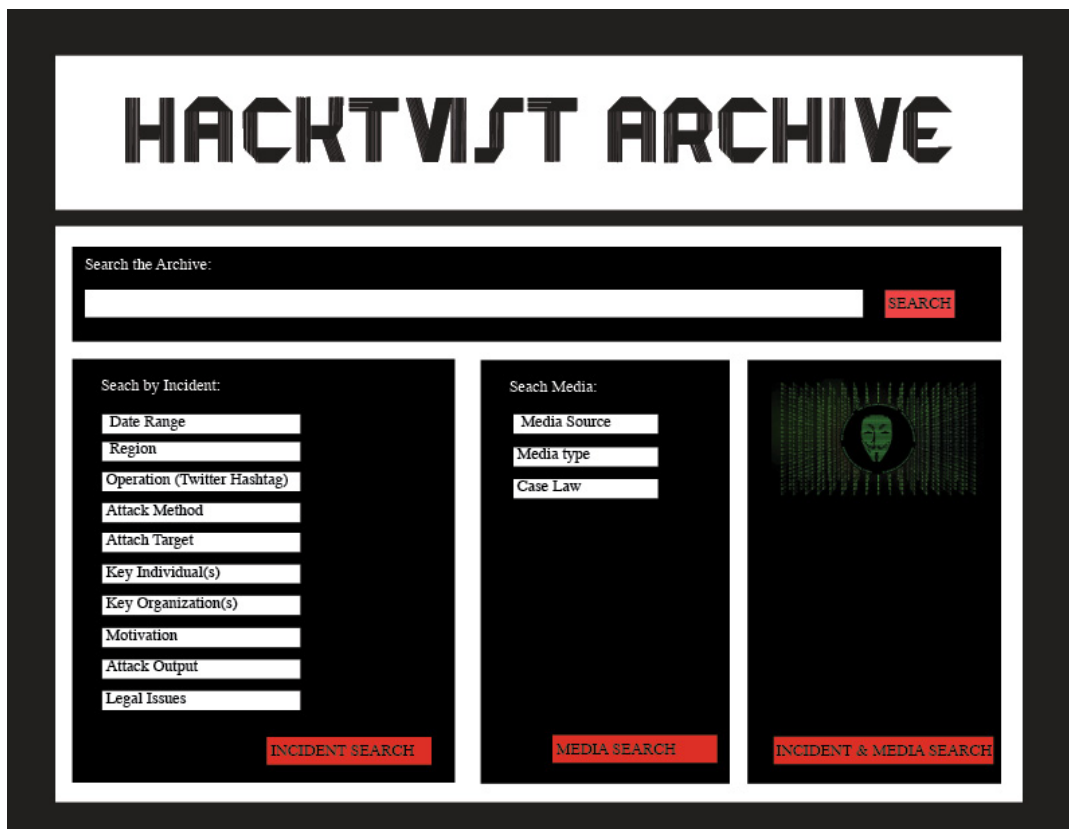 HACKTVIST ARCHIVE
Search the Archive:
SEARCH
Seach by Incident:
Date Range
Region
Operation (Twitter Hashtag)
Attack Method
Attach Target
Key Individual(s)
Key Organization(s)
Motivation
Attack Output
Legal Issues
INCIDENT SEARCH
Seach Media:
Media Source
Media type
Case Law
MEDIA SEARCH
INCIDENT & MEDIA SEARCH